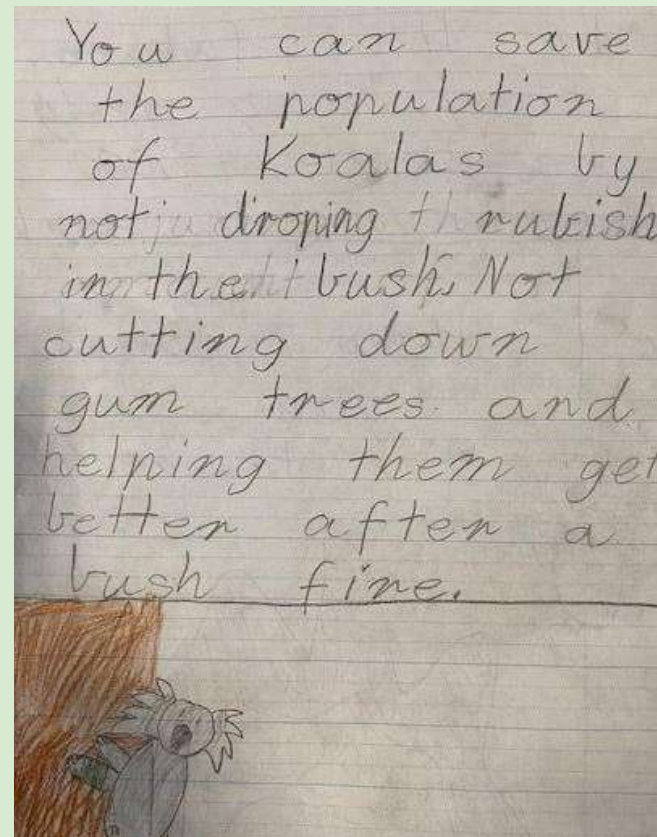 You can save
the population
of Koalas by
not droping rubish
in the bush, Not
cutting down
gum trees and
helping them get
better after a
bush fire.